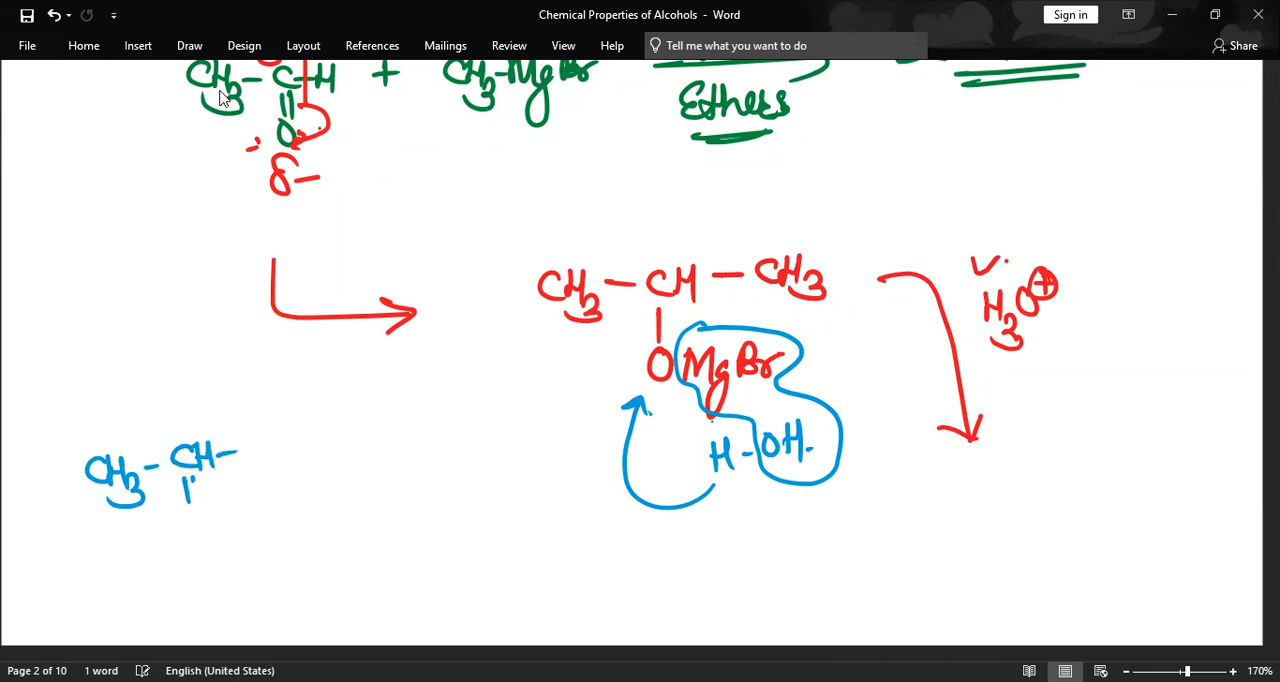 Chemical Properties of Alcohols - Word
Sign in
File Home Insert Draw Design Layout References Mailings Review View Help Tell me what you want to do Share
CH3-C-H + CH3-MgBr
Ethers
O
δ-
CH3-CH-CH3
H3O+
OMgBr
H-OH
CH3-CH-
Page 2 of 10 1 word English (United States) 170%